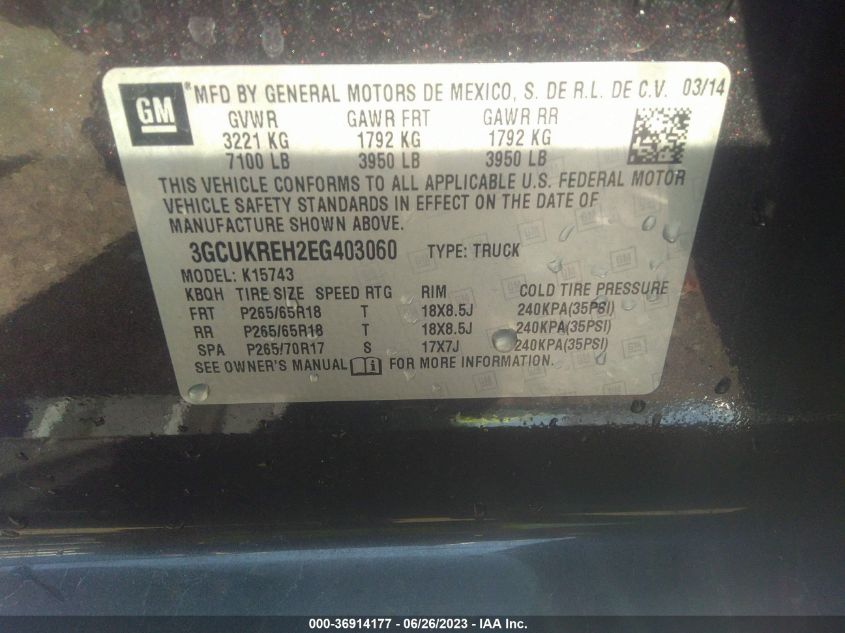 GM MFD BY GENERAL MOTORS DE MEXICO, S. DE R.L. DE C.V. 03/14
GVWR GAWR FRT GAWR RR
3221 KG 1792 KG 1792 KG
7100 LB 3950 LB 3950 LB
THIS VEHICLE CONFORMS TO ALL APPLICABLE U.S. FEDERAL MOTOR
VEHICLE SAFETY STANDARDS IN EFFECT ON THE DATE OF
MANUFACTURE SHOWN ABOVE.
3GCUKREH2EG403060 TYPE: TRUCK
MODEL: K15743
KBQH TIRE SIZE SPEED RTG RIM COLD TIRE PRESSURE
FRT P265/65R18 T 18X8.5J 240KPA(35PSI)
RR P265/65R18 T 18X8.5J 240KPA(35PSI)
SPA P265/70R17 S 17X7J 240KPA(35PSI)
SEE OWNER'S MANUAL i FOR MORE INFORMATION.
000-36914177 - 06/26/2023 - IAA Inc.